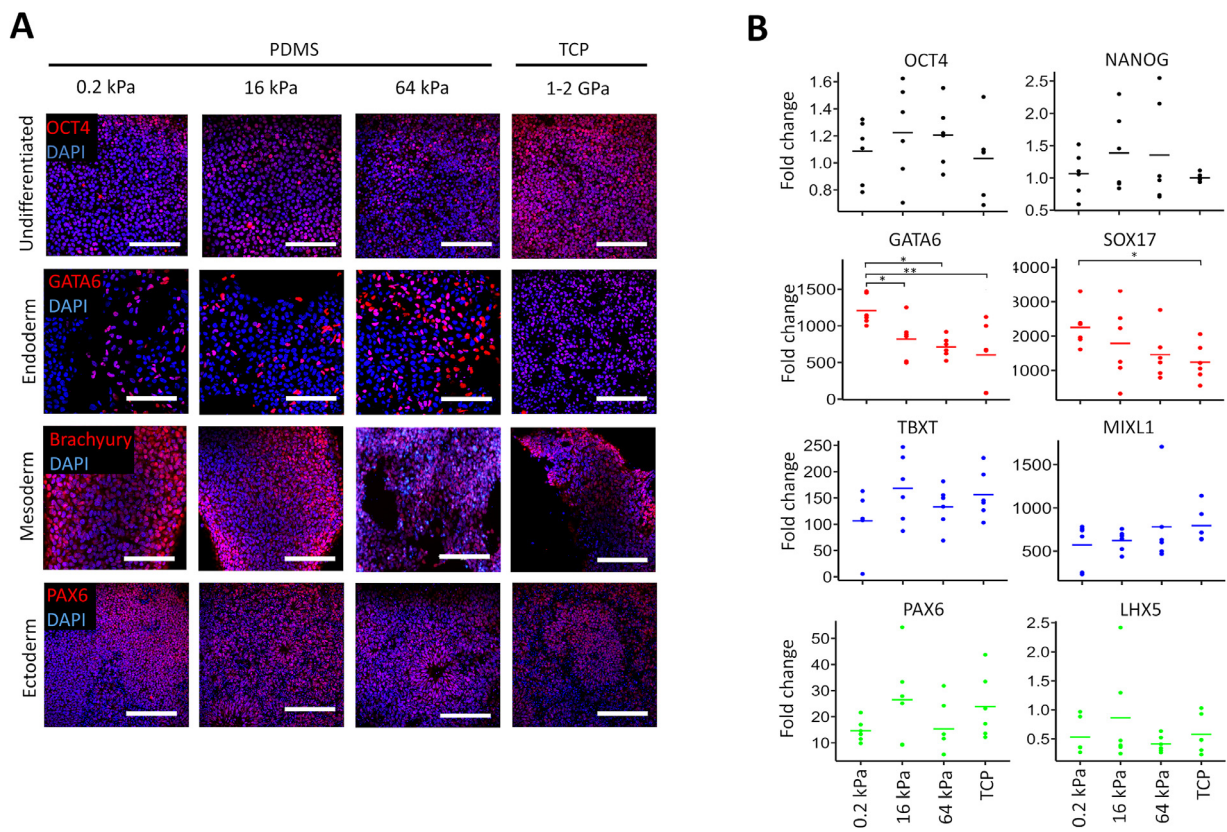 A
PDMS
TCP
0.2 kPa
16 kPa
64 kPa
1-2 GPa
Undifferentiated
OCT4
DAPI
Endoderm
GATA6
DAPI
Mesoderm
Brachyury
DAPI
Ectoderm
PAX6
DAPI
B
OCT4
Fold change
1.6
1.4
1.2
1.0
0.8
NANOG
2.5
2.0
1.5
1.0
0.5
GATA6
Fold change
1500
1000
500
0
*
**
*
SOX17
4000
3000
2000
1000
*
TBXT
Fold change
250
200
150
100
50
0
MIXL1
1500
1000
500
PAX6
Fold change
50
40
30
20
10
LHX5
2.5
2.0
1.5
1.0
0.5
0.2 kPa
16 kPa
64 kPa
TCP
0.2 kPa
16 kPa
64 kPa
TCP